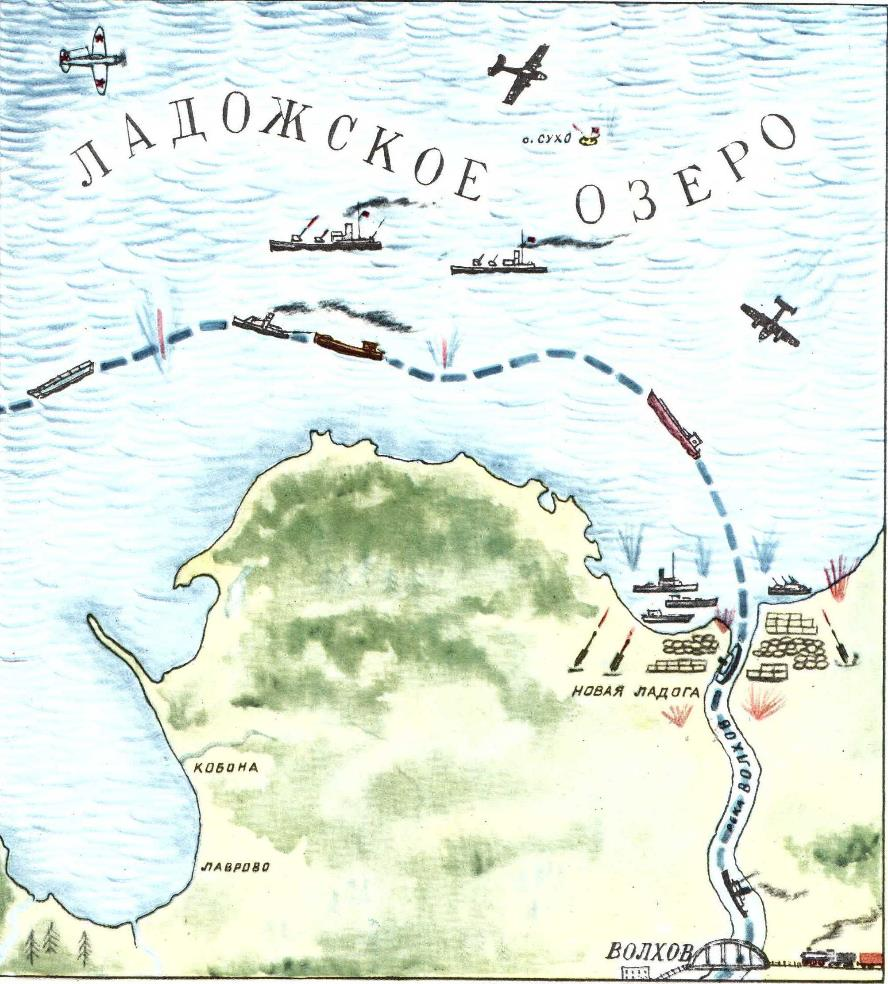 ЛАДОЖСКОЕ ОЗЕРО
о. СУХО
НОВАЯ ЛАДОГА
КОБОНА
РЕКА ВОЛХОВ
ЛАВРОВО
ВОЛХОВ